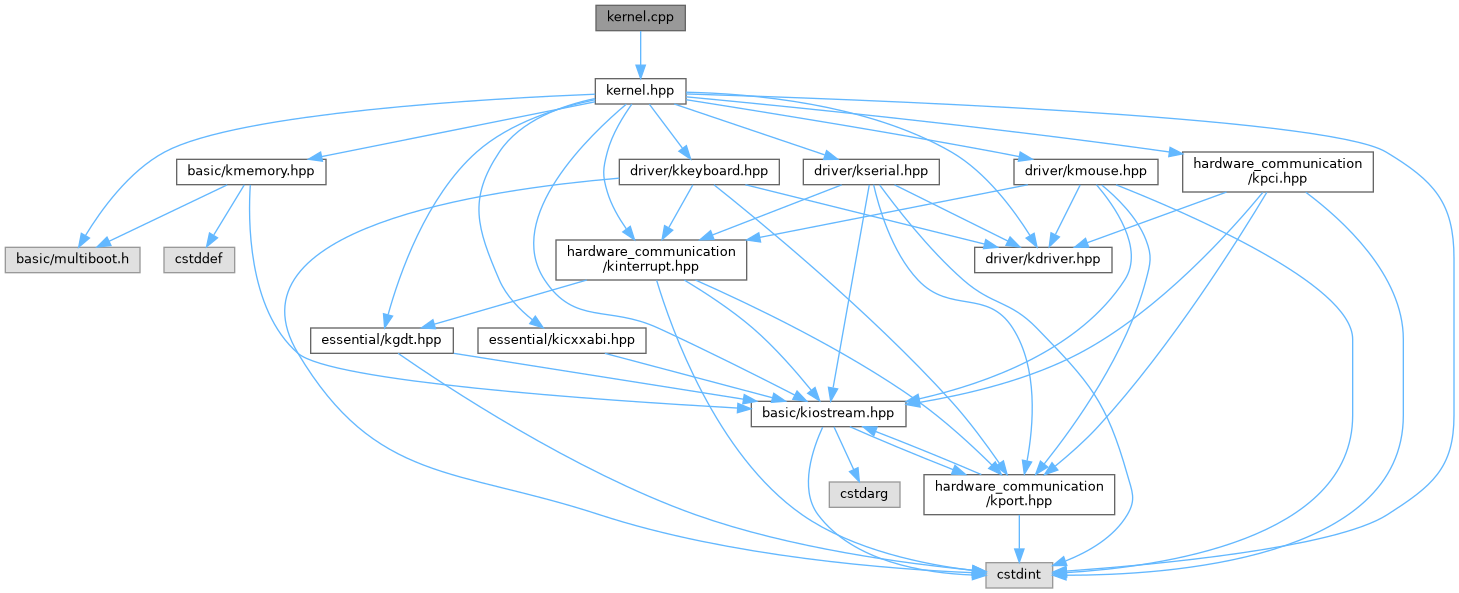 kernel.cpp
kernel.hpp
basic/kmemory.hpp
driver/kkeyboard.hpp
driver/kserial.hpp
driver/kmouse.hpp
hardware_communication
/kpci.hpp
basic/multiboot.h
cstddef
hardware_communication
/kinterrupt.hpp
driver/kdriver.hpp
essential/kgdt.hpp
essential/kicxxabi.hpp
basic/kiostream.hpp
cstdarg
hardware_communication
/kport.hpp
cstdint